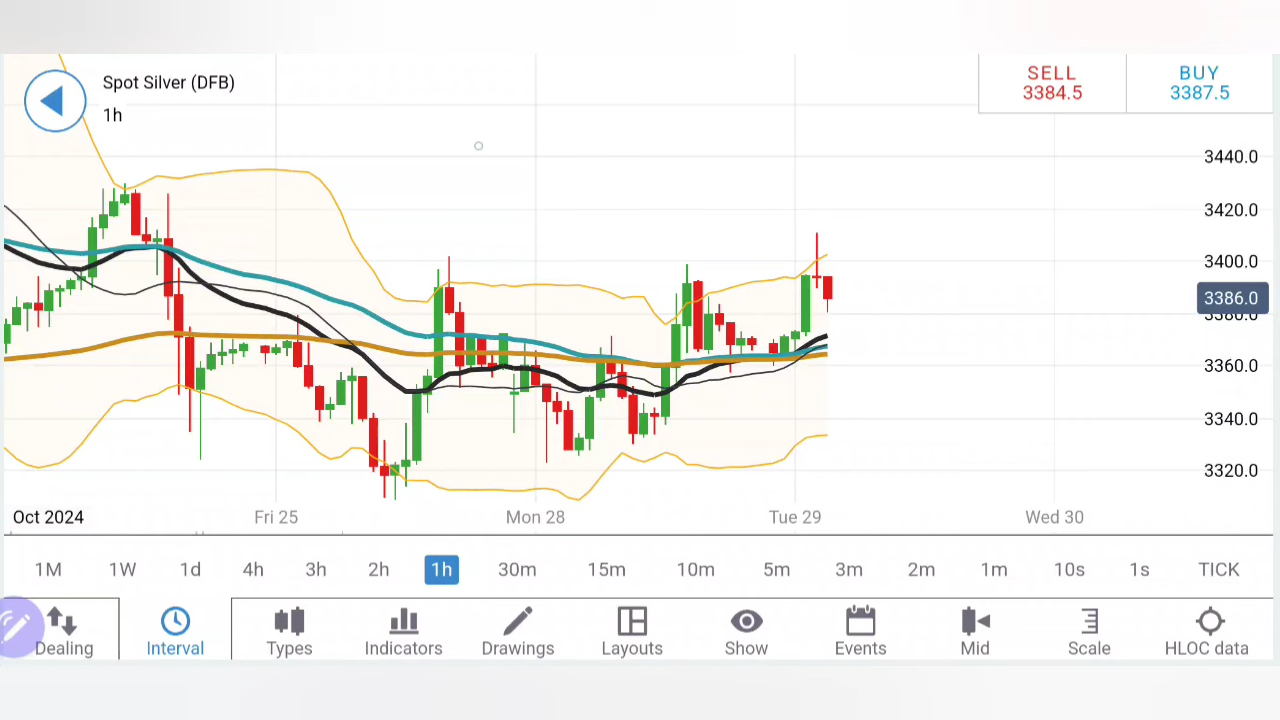 Spot Silver (DFB)
1h
SELL
3384.5
BUY
3387.5
3440.0
3420.0
3400.0
3386.0
3380.0
3360.0
3340.0
3320.0
Oct 2024 Fri 25 Mon 28 Tue 29 Wed 30
1M 1W 1d 4h 3h 2h 1h 30m 15m 10m 5m 3m 2m 1m 10s 1s TICK
Dealing Interval Types Indicators Drawings Layouts Show Events Mid Scale HLOC data